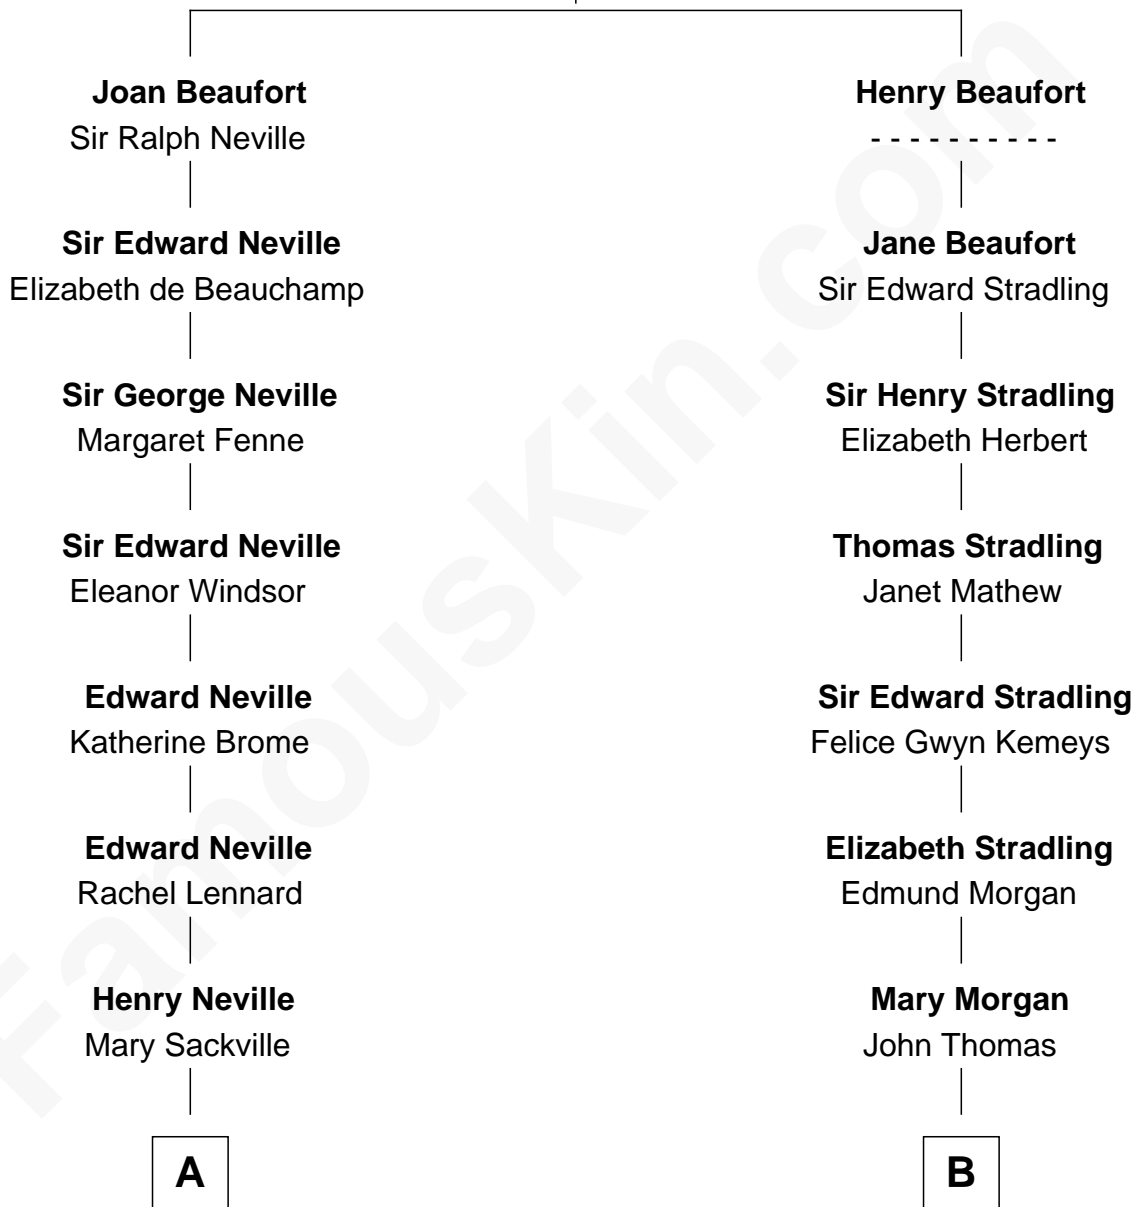 Joan Beaufort
Sir Ralph Neville
Sir Edward Neville
Elizabeth de Beauchamp
Sir George Neville
Margaret Fenne
Sir Edward Neville
Eleanor Windsor
Edward Neville
Katherine Brome
Edward Neville
Rachel Lennard
Henry Neville
Mary Sackville
A
Henry Beaufort
- - - - - - - - - -
Jane Beaufort
Sir Edward Stradling
Sir Henry Stradling
Elizabeth Herbert
Thomas Stradling
Janet Mathew
Sir Edward Stradling
Felice Gwyn Kemeys
Elizabeth Stradling
Edmund Morgan
Mary Morgan
John Thomas
B
FamousKin.com